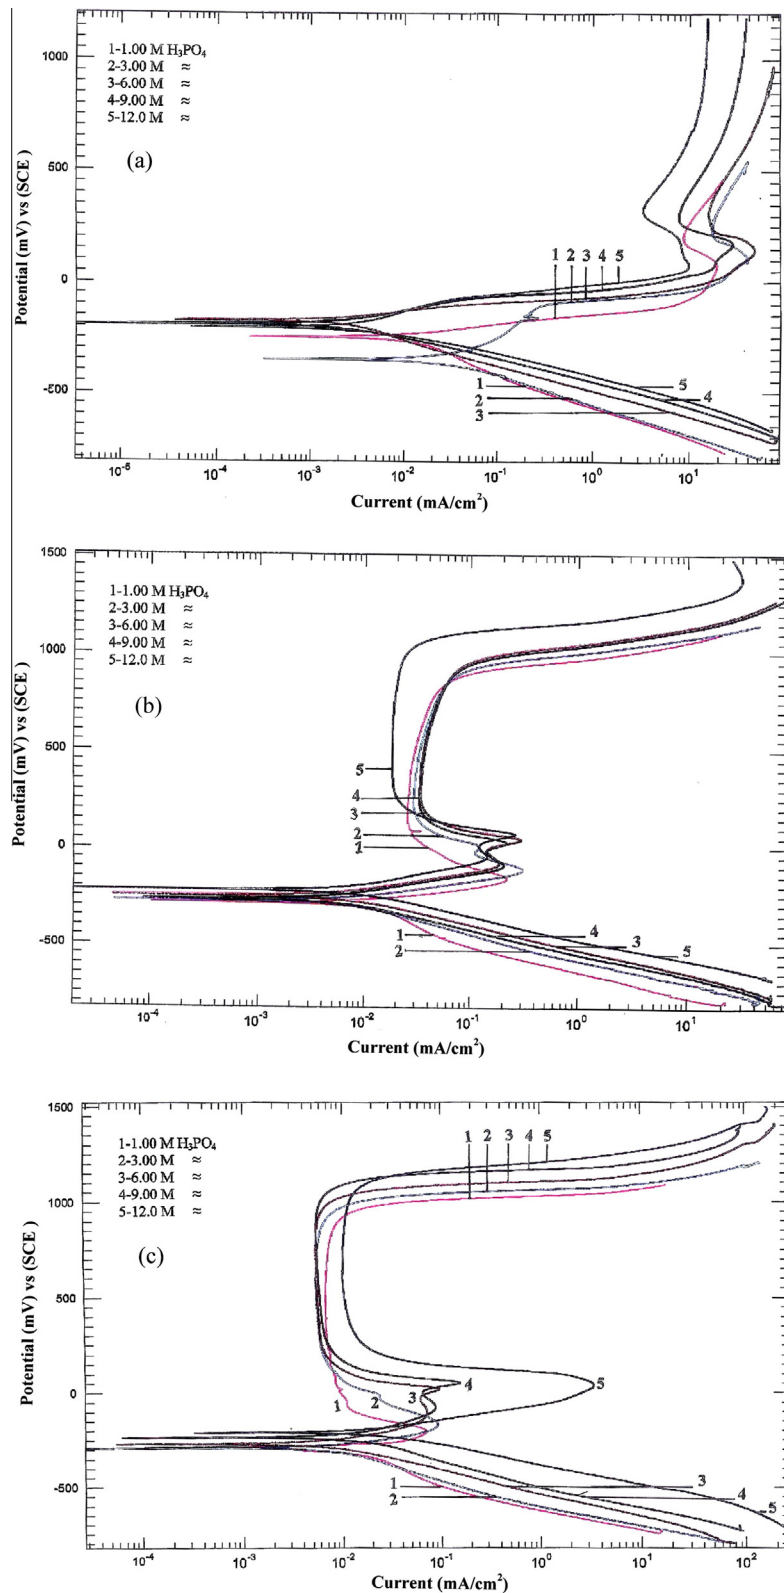 1-1.00 M H₃PO₄
2-3.00 M ≈
3-6.00 M ≈
4-9.00 M ≈
5-12.0 M ≈
(a)
1000
500
0
-500
Potential (mV) vs (SCE)
1 2 3 4 5
5
4
1
2
3
10⁻⁵ 10⁻⁴ 10⁻³ 10⁻² 10⁻¹ 10⁰ 10¹
Current (mA/cm²)
1500
1-1.00 M H₃PO₄
2-3.00 M ≈
3-6.00 M ≈
4-9.00 M ≈
5-12.0 M ≈
(b)
1000
500
0
-500
Potential (mV) vs (SCE)
5
4
3
2
1
4
1 3
2 5
10⁻⁴ 10⁻³ 10⁻² 10⁻¹ 10⁰ 10¹
Current (mA/cm²)
1500
1-1.00 M H₃PO₄
2-3.00 M ≈
3-6.00 M ≈
4-9.00 M ≈
5-12.0 M ≈
(c)
1000
500
0
-500
Potential (mV) vs (SCE)
1 2 3 4 5
1 2 3 4 5
1 3
2 4 5
10⁻⁴ 10⁻³ 10⁻² 10⁻¹ 10⁰ 10¹ 10²
Current (mA/cm²)